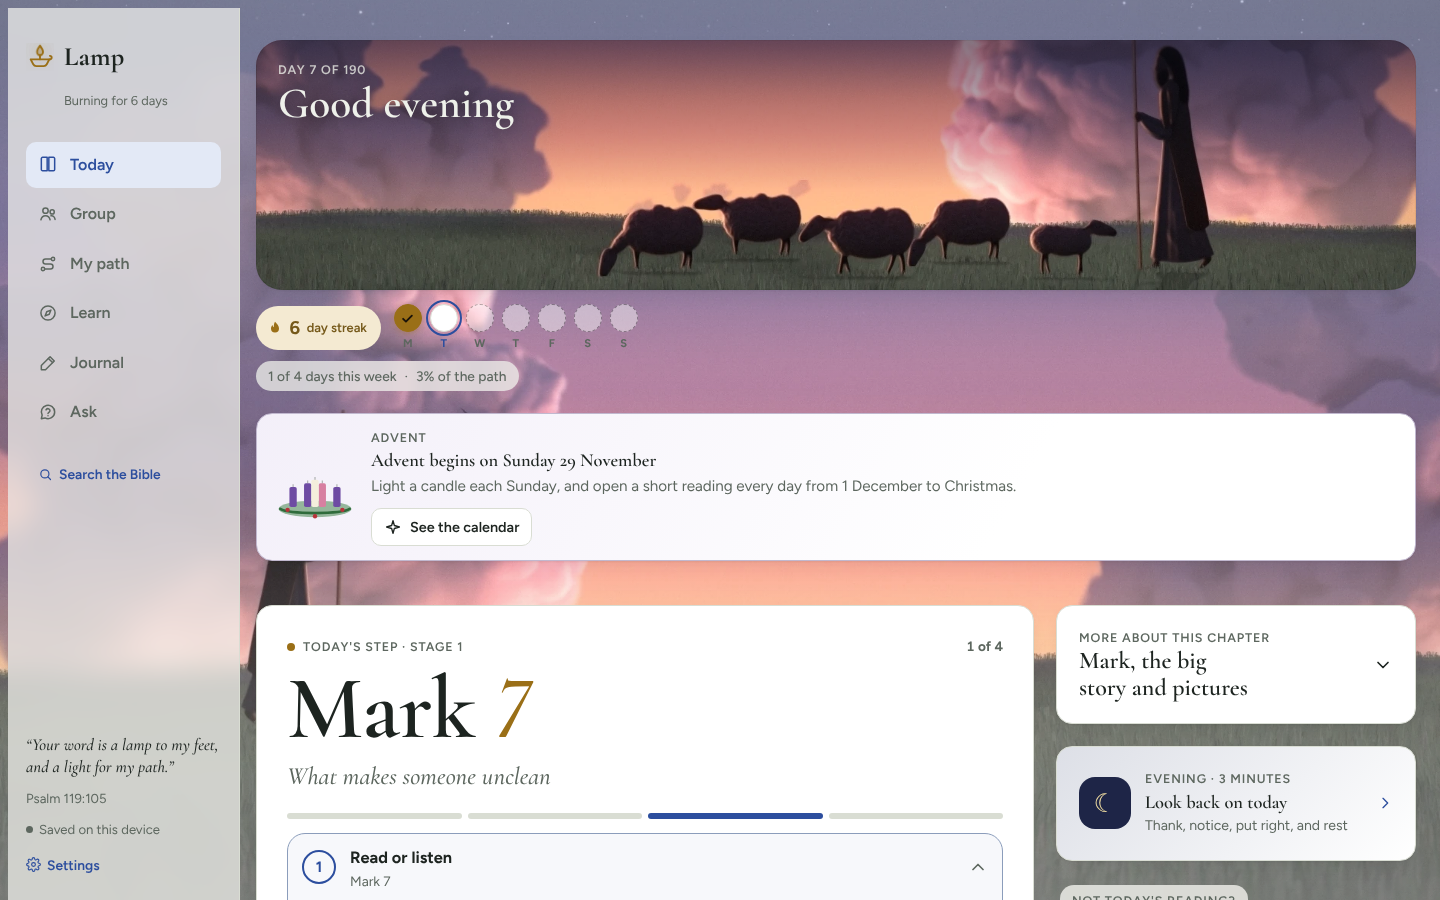 Lamp
Burning for 6 days
Today
Group
My path
Learn
Journal
Ask
Search the Bible
“Your word is a lamp to my feet,
and a light for my path.”
Psalm 119:105
Saved on this device
Settings
DAY 7 OF 190
Good evening
6 day streak
M T W T F S S
1 of 4 days this week · 3% of the path
ADVENT
Advent begins on Sunday 29 November
Light a candle each Sunday, and open a short reading every day from 1 December to Christmas.
See the calendar
TODAY'S STEP · STAGE 1
1 of 4
Mark 7
What makes someone unclean
1
Read or listen
Mark 7
MORE ABOUT THIS CHAPTER
Mark, the big
story and pictures
EVENING · 3 MINUTES
Look back on today
Thank, notice, put right, and rest
NOT TODAY'S READING?